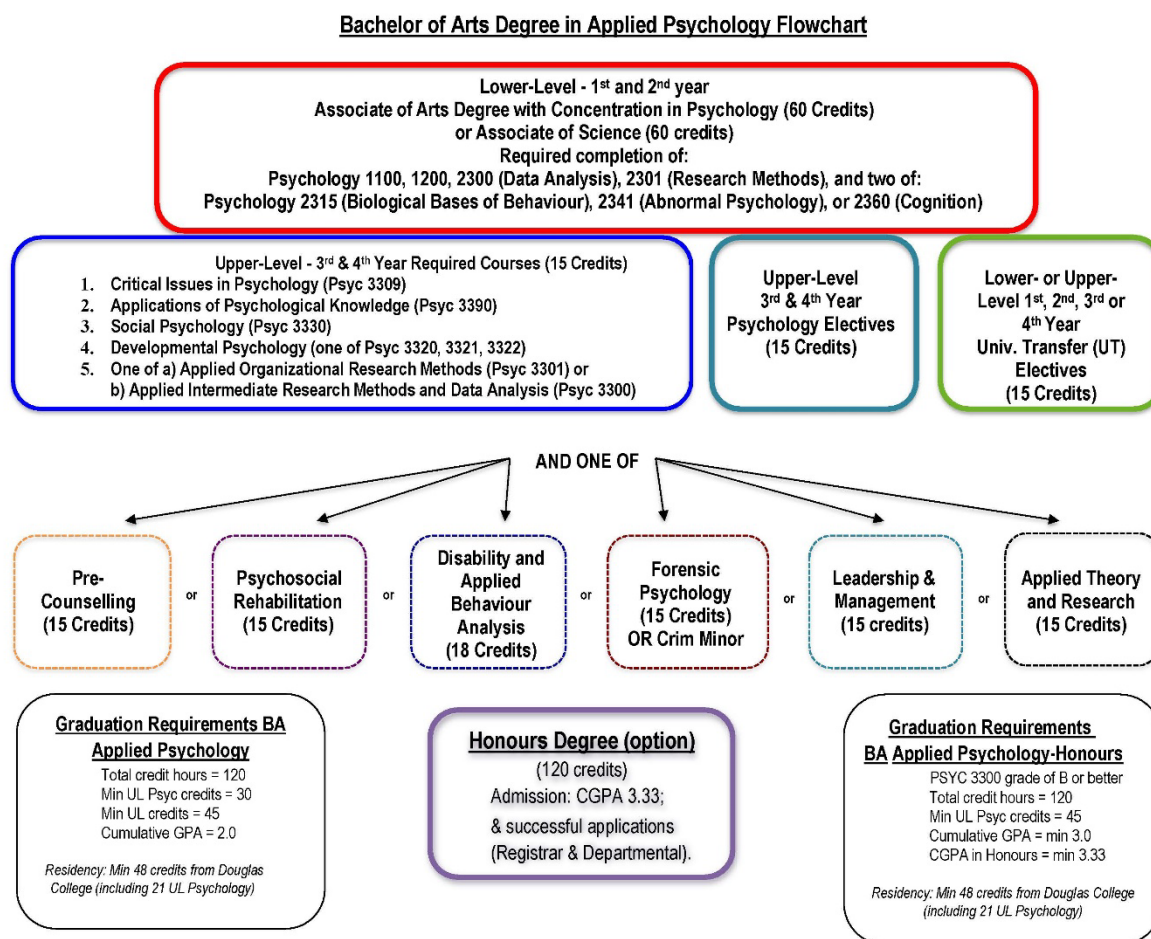 Bachelor of Arts Degree in Applied Psychology Flowchart
Lower-Level - 1st and 2nd year
Associate of Arts Degree with Concentration in Psychology (60 Credits)
or Associate of Science (60 credits)
Required completion of:
Psychology 1100, 1200, 2300 (Data Analysis), 2301 (Research Methods), and two of:
Psychology 2315 (Biological Bases of Behaviour), 2341 (Abnormal Psychology), or 2360 (Cognition)
Upper-Level - 3rd & 4th Year Required Courses (15 Credits)
1. Critical Issues in Psychology (Psyc 3309)
2. Applications of Psychological Knowledge (Psyc 3390)
3. Social Psychology (Psyc 3330)
4. Developmental Psychology (one of Psyc 3320, 3321, 3322)
5. One of a) Applied Organizational Research Methods (Psyc 3301) or
b) Applied Intermediate Research Methods and Data Analysis (Psyc 3300)
Upper-Level
3rd & 4th Year
Psychology Electives
(15 Credits)
Lower- or Upper-
Level 1st, 2nd, 3rd or
4th Year
Univ. Transfer (UT)
Electives
(15 Credits)
AND ONE OF
Pre-
Counselling
(15 Credits)
or
Psychosocial
Rehabilitation
(15 Credits)
or
Disability and
Applied
Behaviour
Analysis
(18 Credits)
or
Forensic
Psychology
(15 Credits)
OR Crim Minor
or
Leadership &
Management
(15 credits)
or
Applied Theory
and Research
(15 Credits)
Graduation Requirements BA
Applied Psychology
Total credit hours = 120
Min UL Psyc credits = 30
Min UL credits = 45
Cumulative GPA = 2.0
Residency: Min 48 credits from Douglas
College (including 21 UL Psychology)
Honours Degree (option)
(120 credits)
Admission: CGPA 3.33;
& successful applications
(Registrar & Departmental).
Graduation Requirements
BA Applied Psychology-Honours
PSYC 3300 grade of B or better
Total credit hours = 120
Min UL Psyc credits = 45
Cumulative GPA = min 3.0
CGPA in Honours = min 3.33
Residency: Min 48 credits from Douglas College
(including 21 UL Psychology)